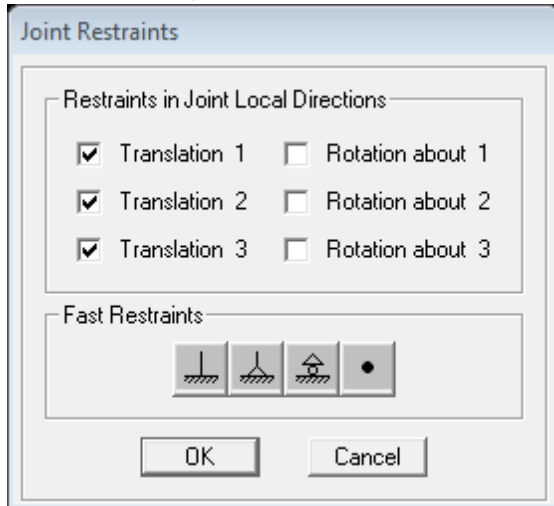 Joint Restraints
Restraints in Joint Local Directions
Translation 1 Rotation about 1
Translation 2 Rotation about 2
Translation 3 Rotation about 3
Fast Restraints
OK Cancel